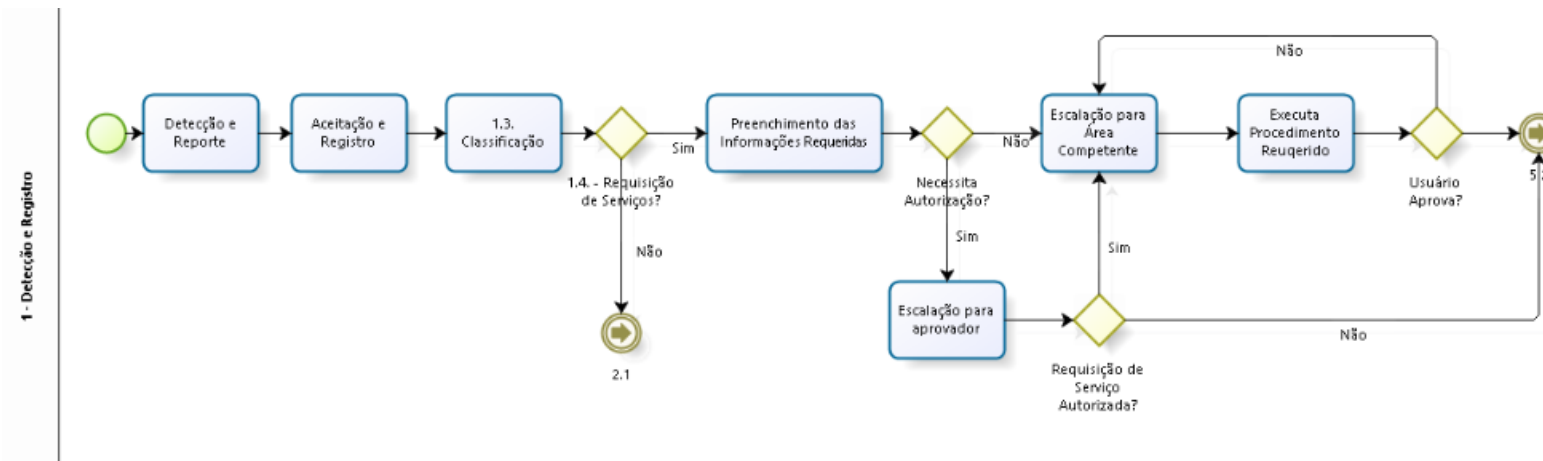 1 - Detecção e Registro
Detecção e
Reporte
Aceitação e
Registro
1.3.
Classificação
1.4. - Requisição
de Serviços?
Sim
Não
2.1
Preenchimento das
Informações Requeridas
Necessita
Autorização?
Não
Sim
Escalação para
aprovador
Requisição de
Serviço
Autorizada?
Sim
Não
Escalação para
Área
Competente
Executa
Procedimento
Reuqerido
Usuário
Aprova?
Não